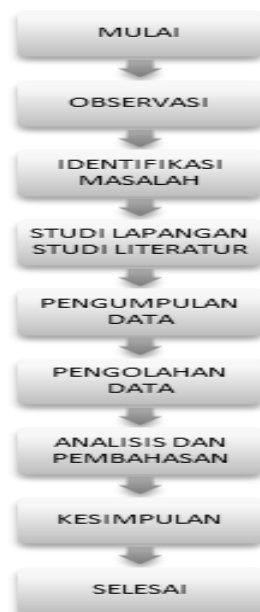 MULAI
OBSERVASI
IDENTIFIKASI
MASALAH
STUDI LAPANGAN
STUDI LITERATUR
PENGUMPULAN
DATA
PENGOLAHAN
DATA
ANALISIS DAN
PEMBAHASAN
KESIMPULAN
SELESAI